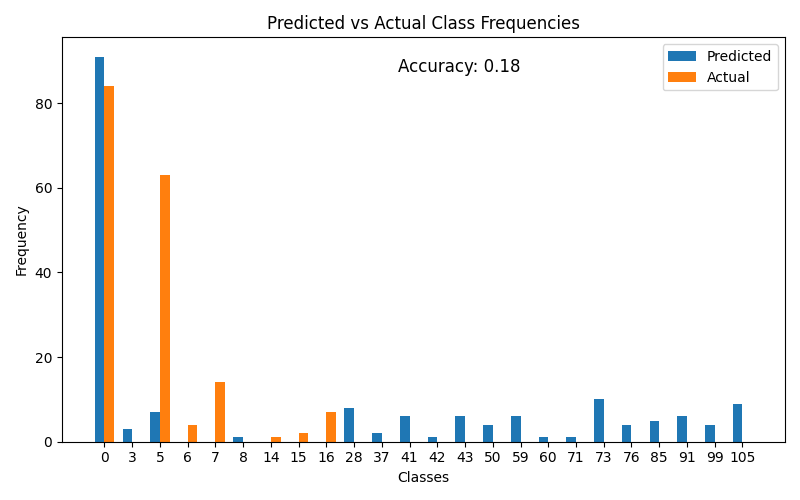 Predicted vs Actual Class Frequencies
Accuracy: 0.18
Predicted
Actual
Frequency
80
60
40
20
0
0 3 5 6 7 8 14 15 16 28 37 41 42 43 50 59 60 71 73 76 85 91 99 105
Classes